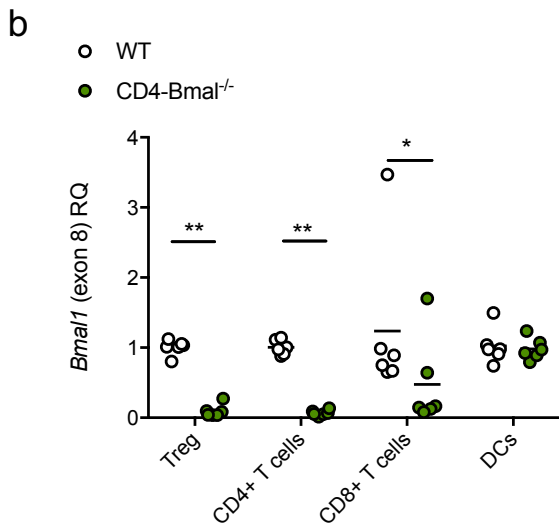 b
WT
CD4-Bmal-/-
Bmal1 (exon 8) RQ
4
3
2
1
0
**
**
*
Treg
CD4+ T cells
CD8+ T cells
DCs